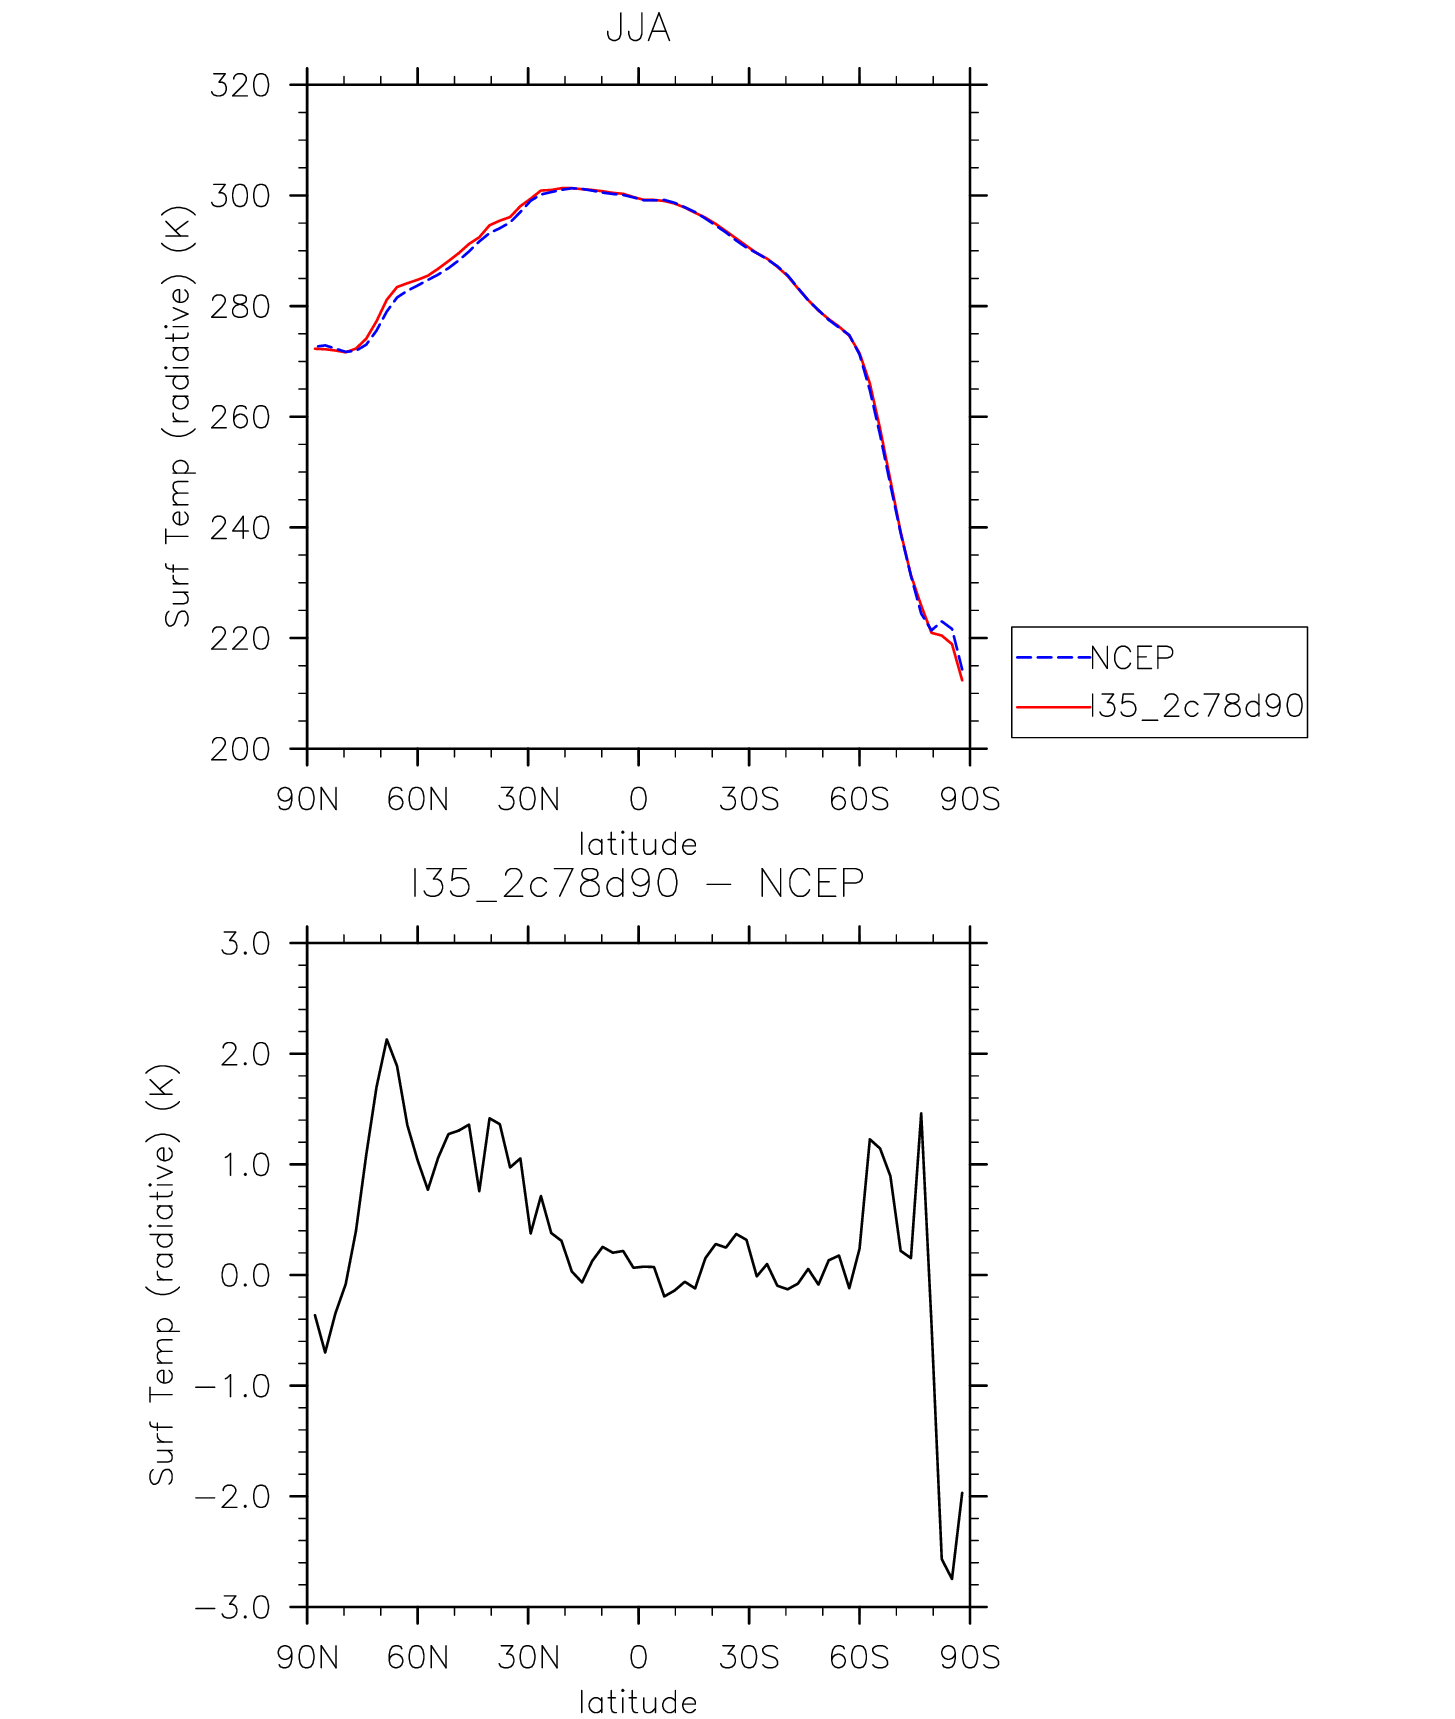 JJA
320
300
280
260
240
220
200
Surf Temp (radiative) (K)
90N 60N 30N 0 30S 60S 90S
latitude
NCEP
I35_2c78d90
I35_2c78d90 − NCEP
3.0
2.0
1.0
0.0
−1.0
−2.0
−3.0
Surf Temp (radiative) (K)
90N 60N 30N 0 30S 60S 90S
latitude